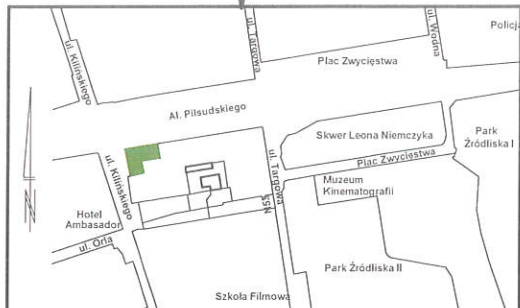 ul. Kilińskiego
ul. Targowa
ul. Wodna
Policja
Plac Zwycięstwa
Al. Piłsudskiego
Skwer Leona Niemczyka
Park
Źródliska I
ul. Kilińskiego
ul. Targowa
Plac Zwycięstwa
Muzeum
Kinematografii
N
Hotel
Ambasador
ul. Orla
Park Źródliska II
Szkoła Filmowa